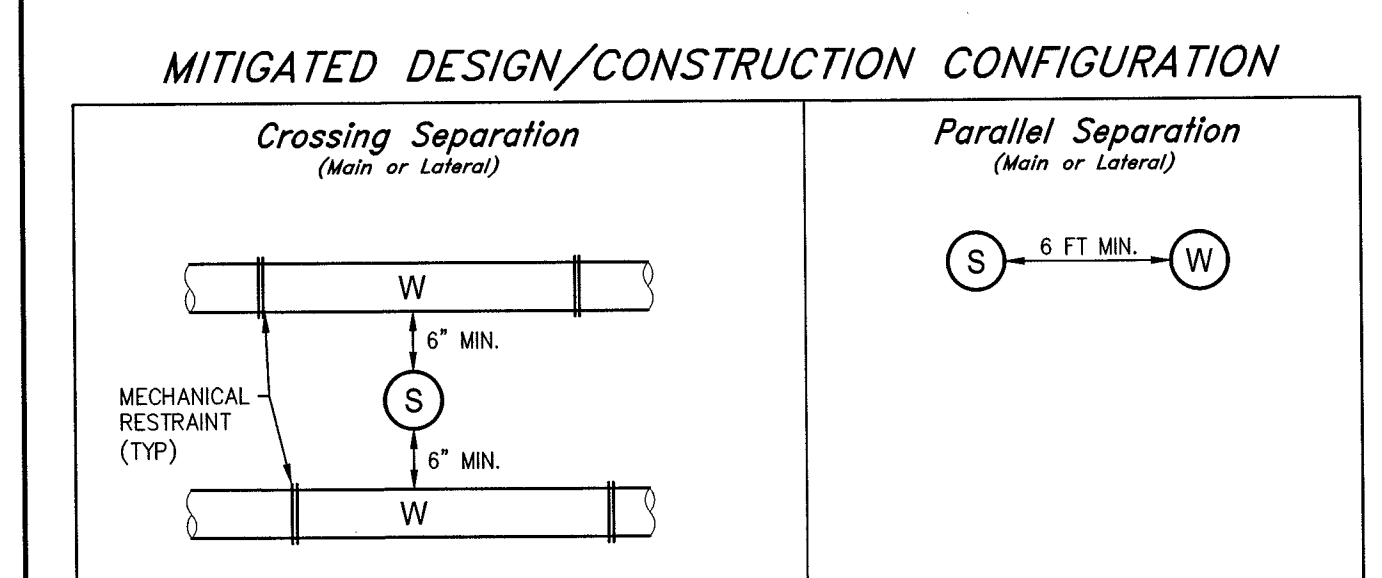 MITIGATED DESIGN/CONSTRUCTION CONFIGURATION
Crossing Separation
(Main or Lateral)
W
6" MIN.
S
MECHANICAL
RESTRAINT
(TYP)
6" MIN.
W
Parallel Separation
(Main or Lateral)
S
6 FT MIN.
W